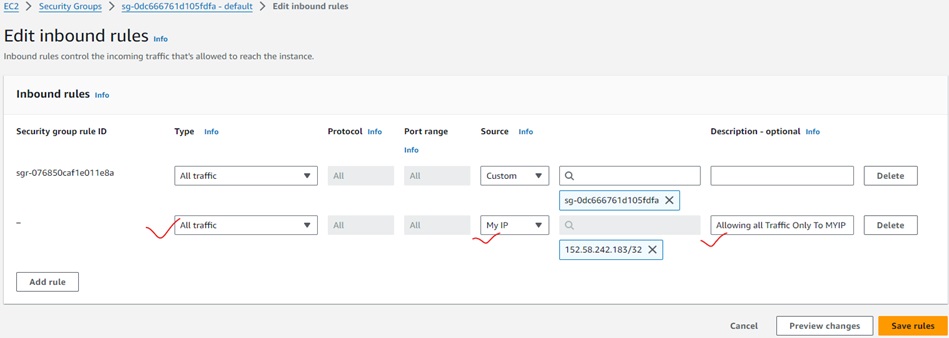 EC2 > Security Groups > sg-0dc666761d105fdfa - default > Edit inbound rules
Edit inbound rules Info
Inbound rules control the incoming traffic that's allowed to reach the instance.
Inbound rules Info
Security group rule ID Type Info Protocol Info Port range Info Source Info Description - optional Info
sgr-076850caf1e011e8a All traffic All All Custom Delete
sg-0dc666761d105fdfa
– All traffic All All My IP Allowing all Traffic Only To MYIP Delete
152.58.242.183/32
Add rule
Cancel Preview changes Save rules